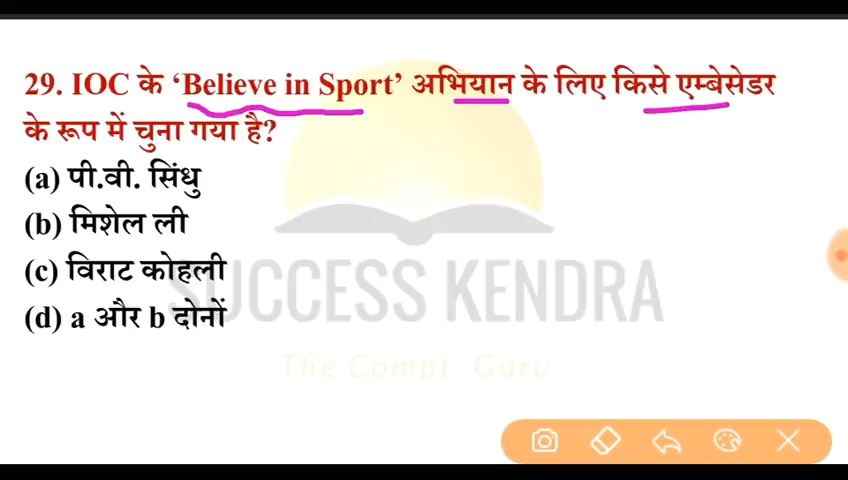 29. IOC के ‘Believe in Sport’ अभियान के लिए किसे एम्बेसेडर
के रूप में चुना गया है?
(a) पी.वी. सिंधु
(b) मिशेल ली
(c) विराट कोहली
(d) a और b दोनों
SUCCESS KENDRA
The Compt. Guru